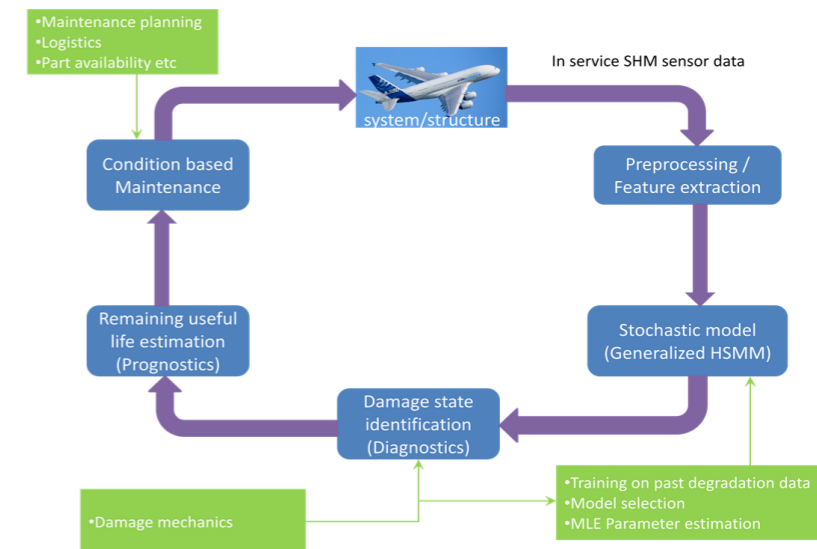 •Maintenance planning
•Logistics
•Part availability etc
system/structure
In service SHM sensor data
Condition based
Maintenance
Preprocessing /
Feature extraction
Remaining useful
life estimation
(Prognostics)
Stochastic model
(Generalized HSMM)
Damage state
identification
(Diagnostics)
•Damage mechanics
•Training on past degradation data
•Model selection
•MLE Parameter estimation